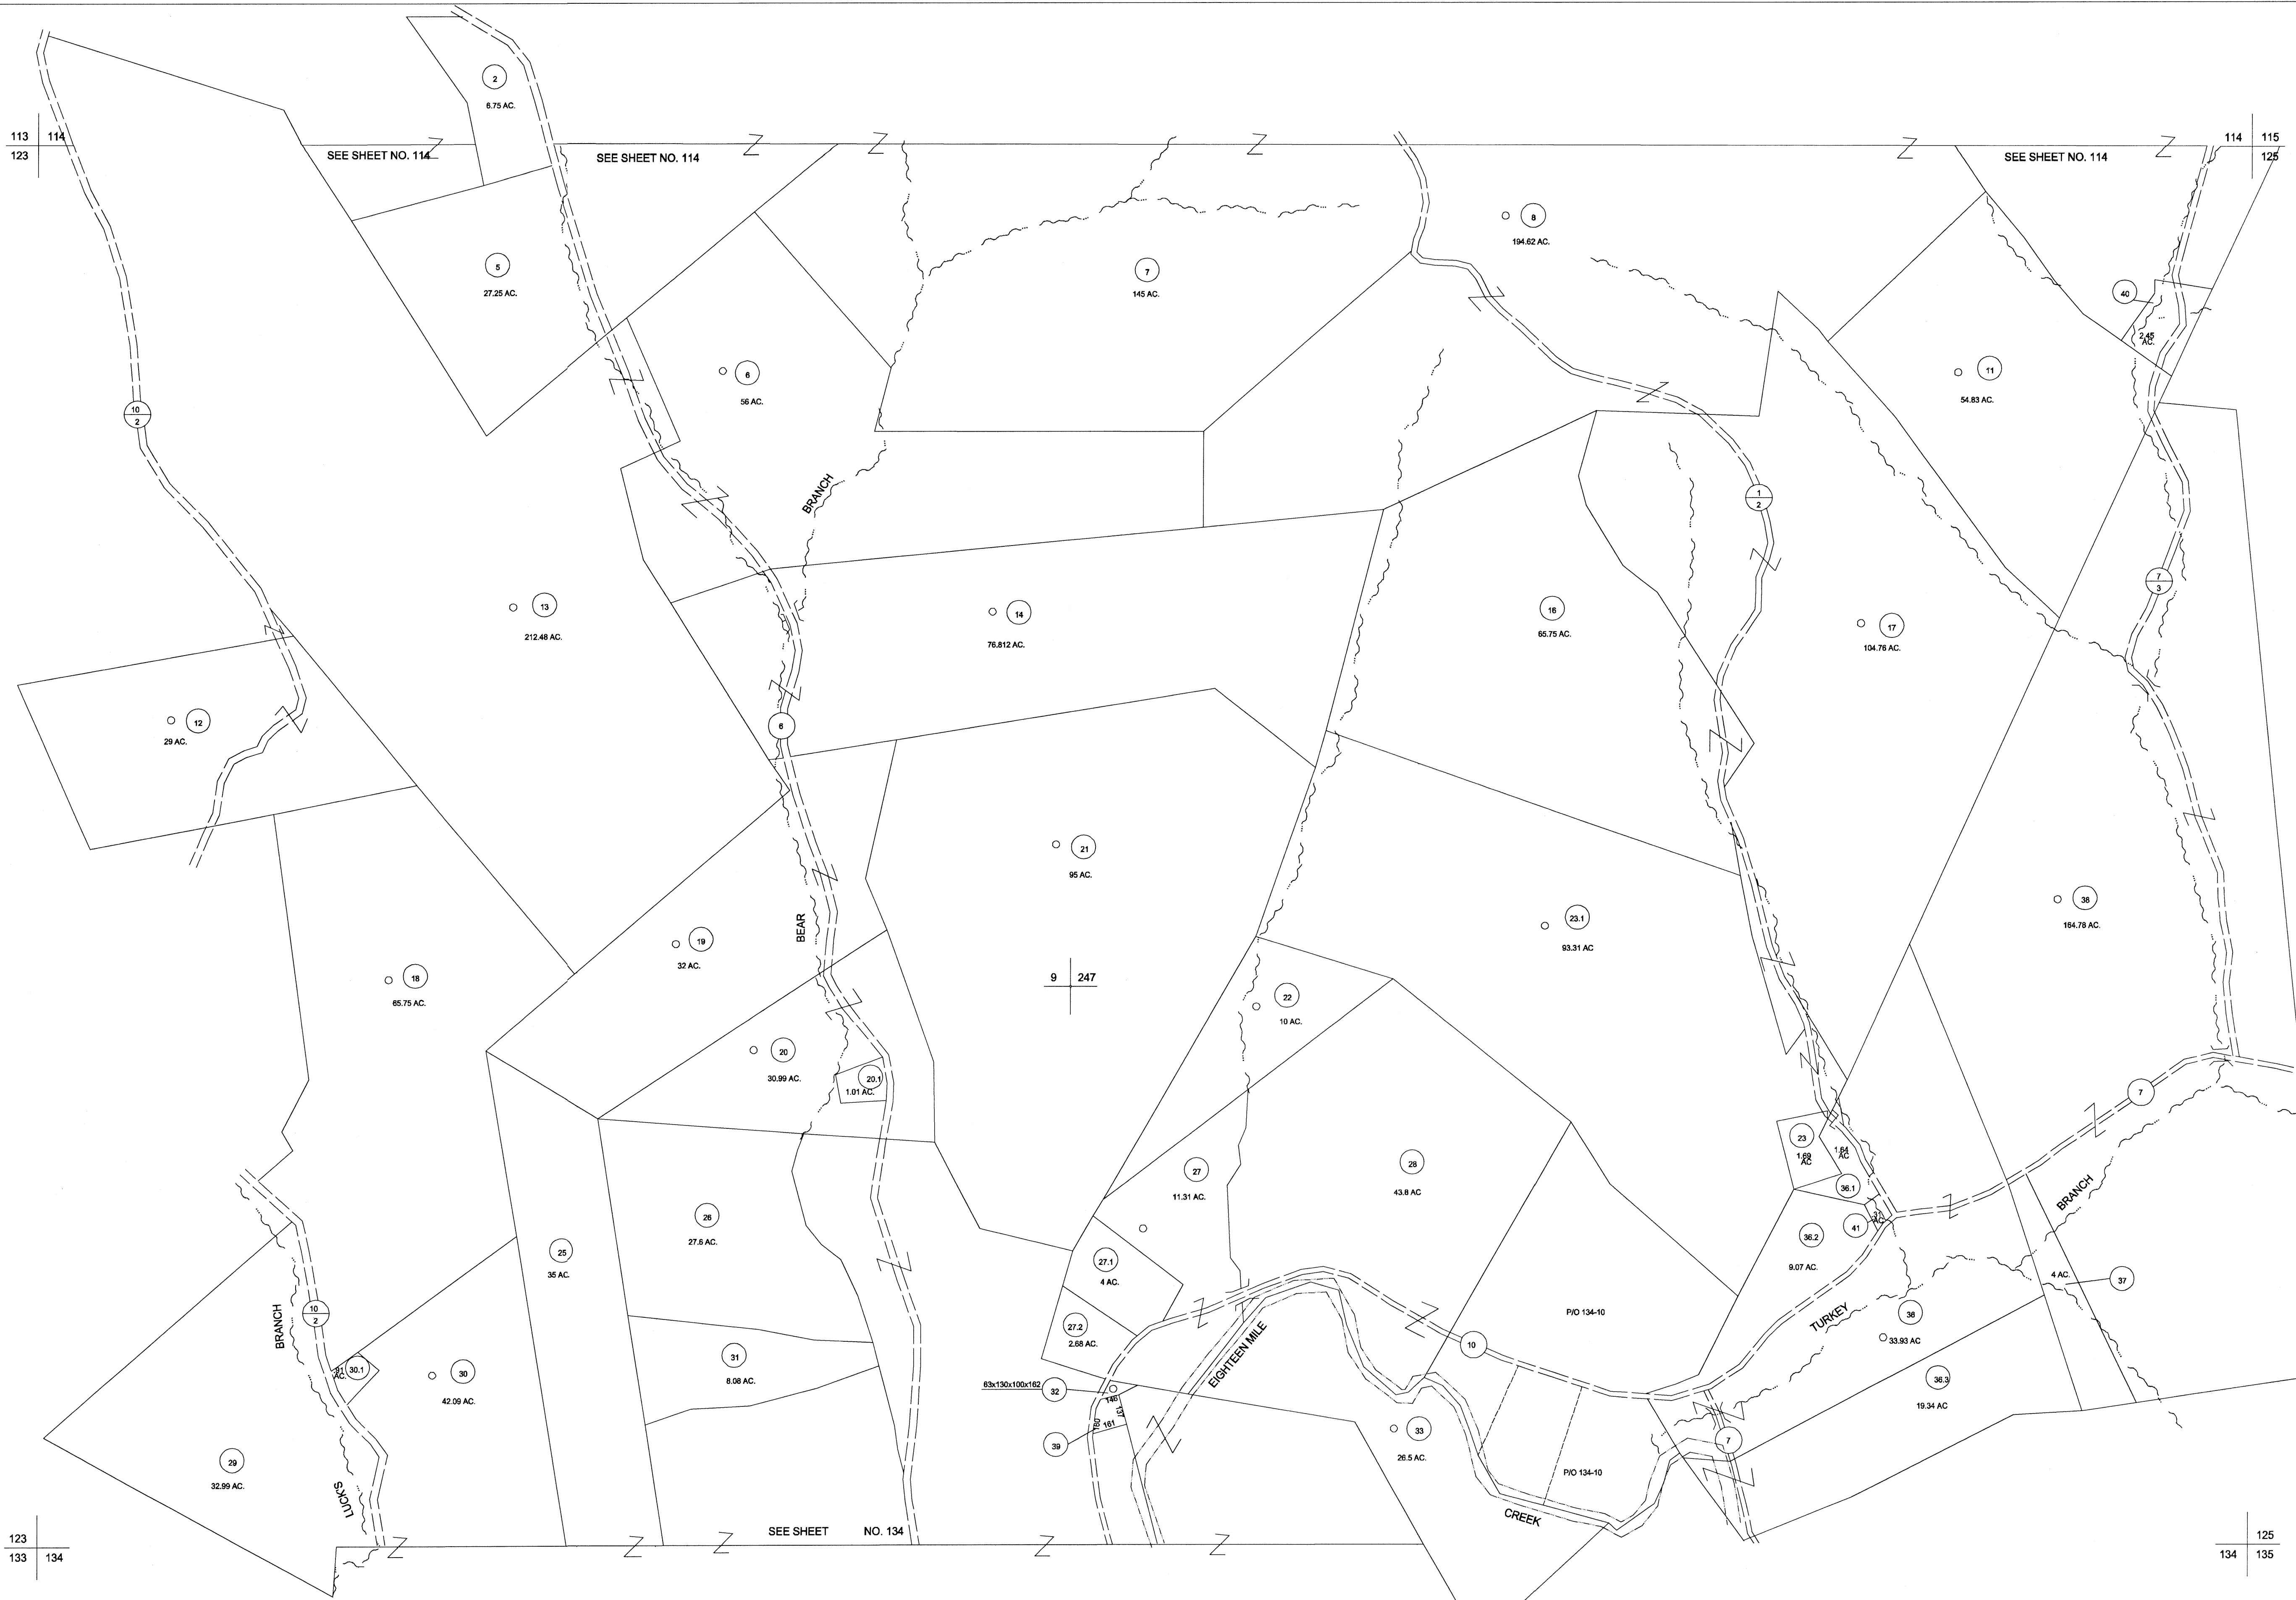 2
6.75 AC.
113 114
123
SEE SHEET NO. 114
SEE SHEET NO. 114
SEE SHEET NO. 114
114 115
125
8
194.62 AC.
5
27.25 AC.
7
145 AC.
40
2.45
AC.
6
56 AC.
11
54.83 AC.
10
2
BRANCH
1
2
7
3
13
212.48 AC.
14
76.812 AC.
16
65.75 AC.
17
104.76 AC.
12
29 AC.
6
21
95 AC.
38
164.78 AC.
23.1
93.31 AC
BEAR
19
32 AC.
18
65.75 AC.
9 247
22
10 AC.
20
30.99 AC.
20.1
1.01 AC.
7
23
1.69
AC
1.64
AC
28
43.8 AC
27
11.31 AC.
36.1
BRANCH
26
27.6 AC.
41
36.2
9.07 AC.
25
35 AC.
27.1
4 AC.
4 AC.
37
10
2
BRANCH
P/O 134-10
TURKEY
36
33.93 AC
27.2
2.68 AC.
10
EIGHTEEN MILE
31
8.08 AC.
.91
AC.
30.1
30
42.09 AC.
36.3
19.34 AC
63x130x100x162
32
146
137
160
161
39
33
26.5 AC.
7
29
32.99 AC.
P/O 134-10
LUCKS
CREEK
SEE SHEET NO. 134
123
133 134
125
134 135